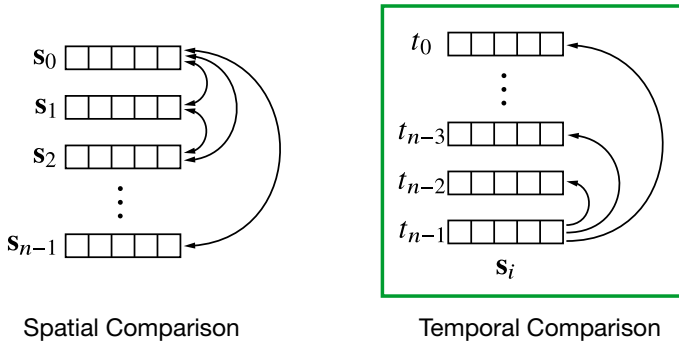 s₀
s₁
s₂
⋮
sₙ₋₁
Spatial Comparison
t₀
⋮
tₙ₋₃
tₙ₋₂
tₙ₋₁
sᵢ
Temporal Comparison